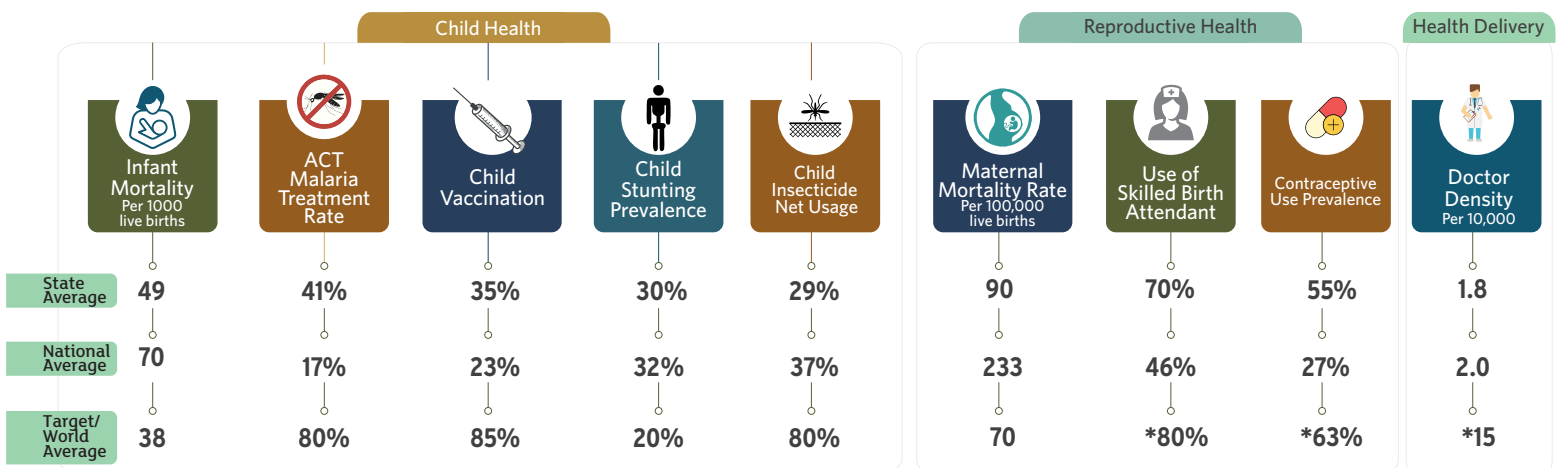 Child Health
Reproductive Health
Health Delivery
Infant
Mortality
Per 1000
live births
ACT
Malaria
Treatment
Rate
Child
Vaccination
Child
Stunting
Prevalence
Child
Insecticide
Net Usage
Maternal
Mortality Rate
Per 100,000
live births
Use of
Skilled Birth
Attendant
Contraceptive
Use Prevalence
Doctor
Density
Per 10,000
State
Average
49 41% 35% 30% 29% 90 70% 55% 1.8
National
Average
70 17% 23% 32% 37% 233 46% 27% 2.0
Target/
World
Average
38 80% 85% 20% 80% 70 *80% *63% *15